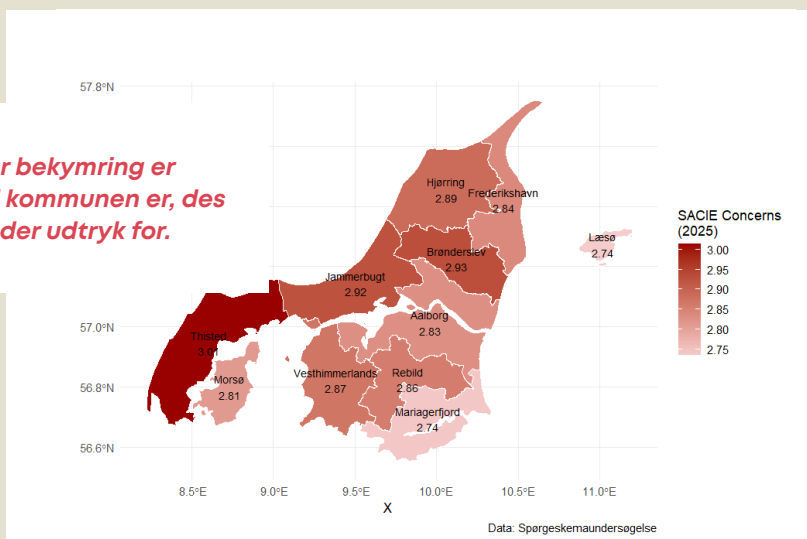 r bekymring er
kommunen er, des
der udtryk for.
57.8°N
57.0°N
56.8°N
56.6°N
Hjørring
2.89
Frederikshavn
2.84
Læsø
2.74
Brønderslev
2.93
Jammerbugt
2.92
Aalborg
2.83
Thisted
3.01
Morsø
2.81
Vesthimmerlands
2.87
Rebild
2.86
Mariagerfjord
2.74
8.5°E 9.0°E 9.5°E 10.0°E 10.5°E 11.0°E
X
SACIE Concerns
(2025)
3.00
2.95
2.90
2.85
2.80
2.75
Data: Spørgeskemaundersøgelse